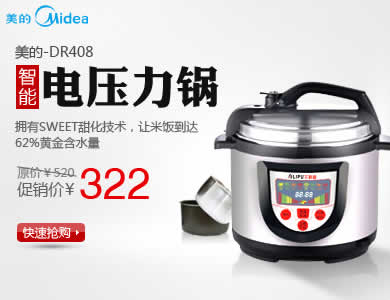 美的 Midea
美的-DR408
智能
电压力锅
拥有SWEET甜化技术，让米饭到达
62%黄金含水量
原价￥520
促销价￥322
快速抢购
88:88